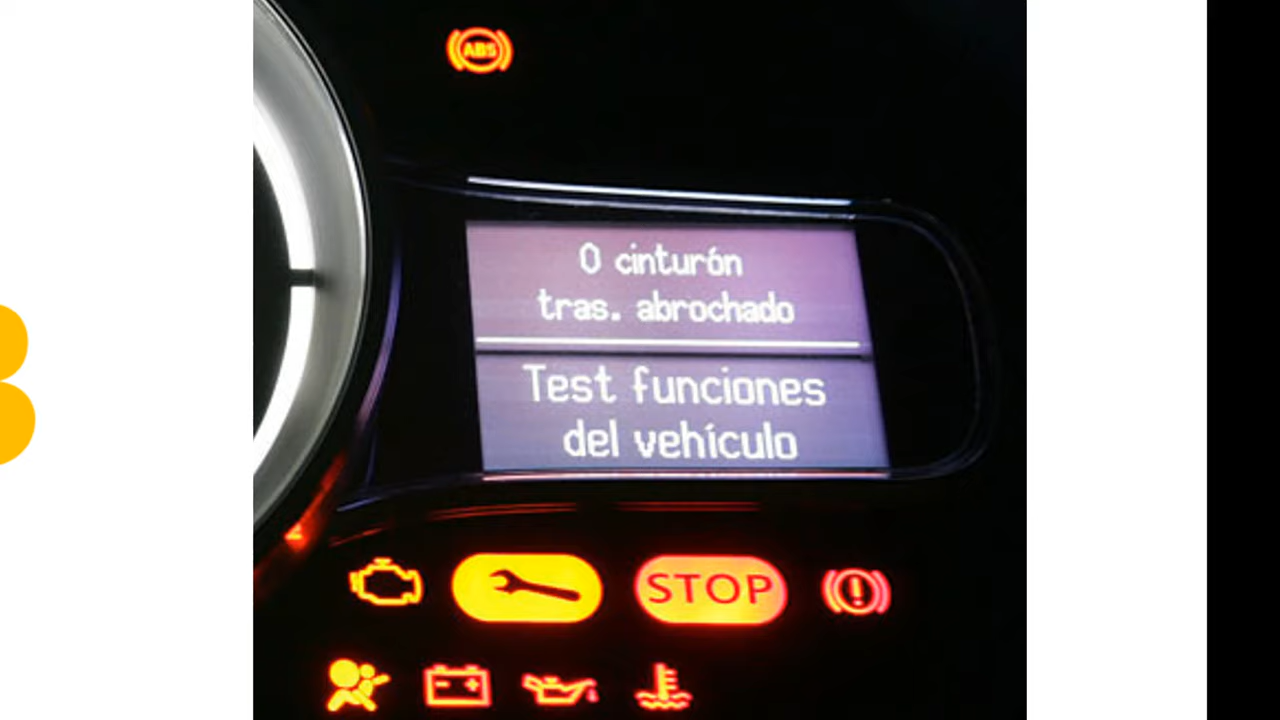 ABS
0 cinturón
tras. abrochado
Test funciones
del vehículo
STOP